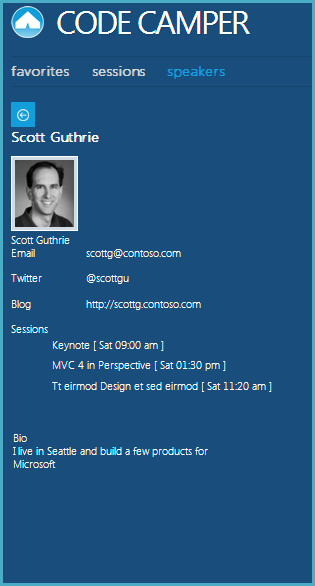 CODE CAMPER
favorites sessions speakers
Scott Guthrie
Scott Guthrie
Email scottg@contoso.com
Twitter @scottgu
Blog http://scottg.contoso.com
Sessions
Keynote [ Sat 09:00 am ]
MVC 4 in Perspective [ Sat 01:30 pm ]
Tt eirmod Design et sed eirmod [ Sat 11:20 am ]
Bio
I live in Seattle and build a few products for
Microsoft